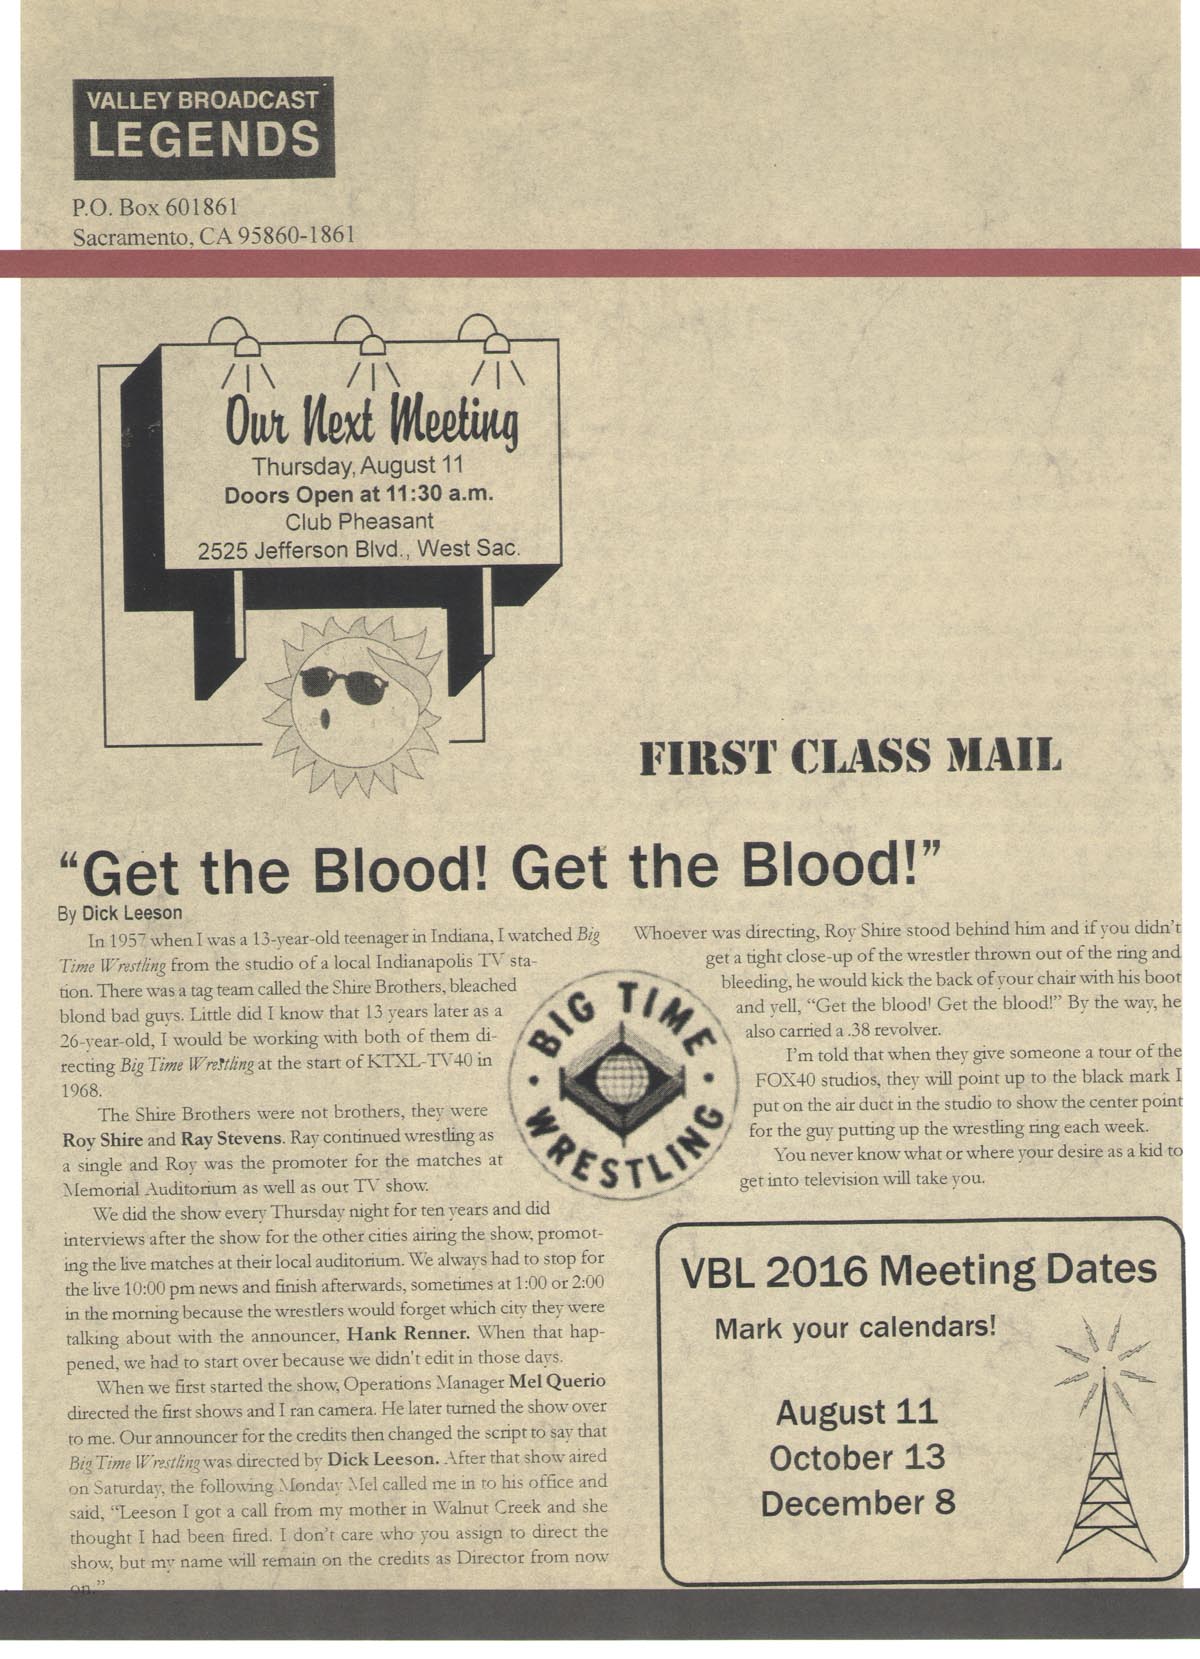 VALLEY BROADCAST
LEGENDS
P.O. Box 601861
Sacramento, CA 95860-1861
Our Next Meeting
Thursday, August 11
Doors Open at 11:30 a.m.
Club Pheasant
2525 Jefferson Blvd., West Sac.
FIRST CLASS MAIL
“Get the Blood! Get the Blood!”
By Dick Leeson
In 1957 when I was a 13-year-old teenager in Indiana, I watched Big
Time Wrestling from the studio of a local Indianapolis TV sta-
tion. There was a tag team called the Shire Brothers, bleached
blond bad guys. Little did I know that 13 years later as a
26-year-old, I would be working with both of them di-
recting Big Time Wrestling at the start of KTXL-TV40 in
1968.
The Shire Brothers were not brothers, they were
Roy Shire and Ray Stevens. Ray continued wrestling as
a single and Roy was the promoter for the matches at
Memorial Auditorium as well as our TV show.
We did the show every Thursday night for ten years and did
interviews after the show for the other cities airing the show, promot-
ing the live matches at their local auditorium. We always had to stop for
the live 10:00 pm news and finish afterwards, sometimes at 1:00 or 2:00
in the morning because the wrestlers would forget which city they were
talking about with the announcer, Hank Renner. When that hap-
pened, we had to start over because we didn't edit in those days.
When we first started the show, Operations Manager Mel Querio
directed the first shows and I ran camera. He later turned the show over
to me. Our announcer for the credits then changed the script to say that
Big Time Wrestling was directed by Dick Leeson. After that show aired
on Saturday, the following Monday Mel called me in to his office and
said, “Leeson I got a call from my mother in Walnut Creek and she
thought I had been fired. I don't care who you assign to direct the
show, but my name will remain on the credits as Director from now
on.”
BIG TIME
WRESTLING
Whoever was directing, Roy Shire stood behind him and if you didn't
get a tight close-up of the wrestler thrown out of the ring and
bleeding, he would kick the back of your chair with his boot
and yell, “Get the blood! Get the blood!” By the way, he
also carried a .38 revolver.
I'm told that when they give someone a tour of the
FOX40 studios, they will point up to the black mark I
put on the air duct in the studio to show the center point
for the guy putting up the wrestling ring each week.
You never know what or where your desire as a kid to
get into television will take you.
VBL 2016 Meeting Dates
Mark your calendars!
August 11
October 13
December 8